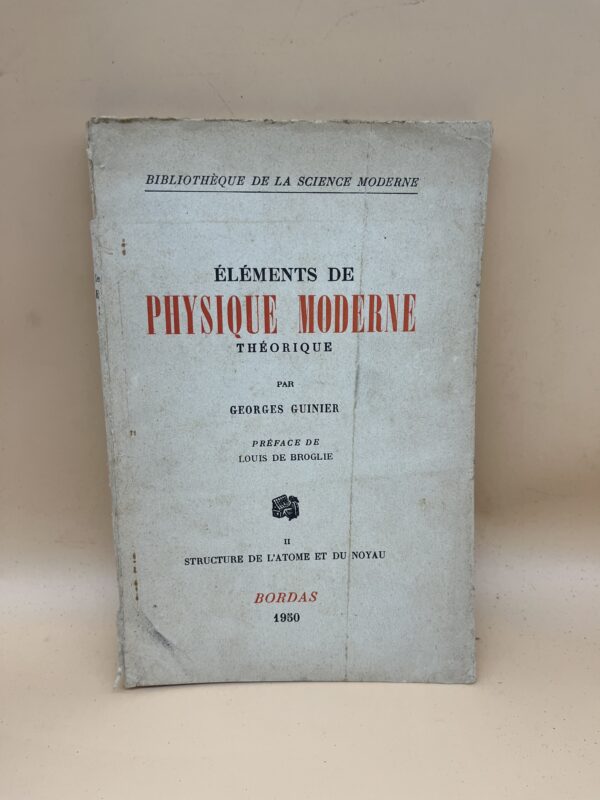 BIBLIOTHÈQUE DE LA SCIENCE MODERNE
ÉLÉMENTS DE
PHYSIQUE MODERNE
THÉORIQUE
PAR
GEORGES GUINIER
PRÉFACE DE
LOUIS DE BROGLIE
II
STRUCTURE DE L'ATOME ET DU NOYAU
BORDAS
1950